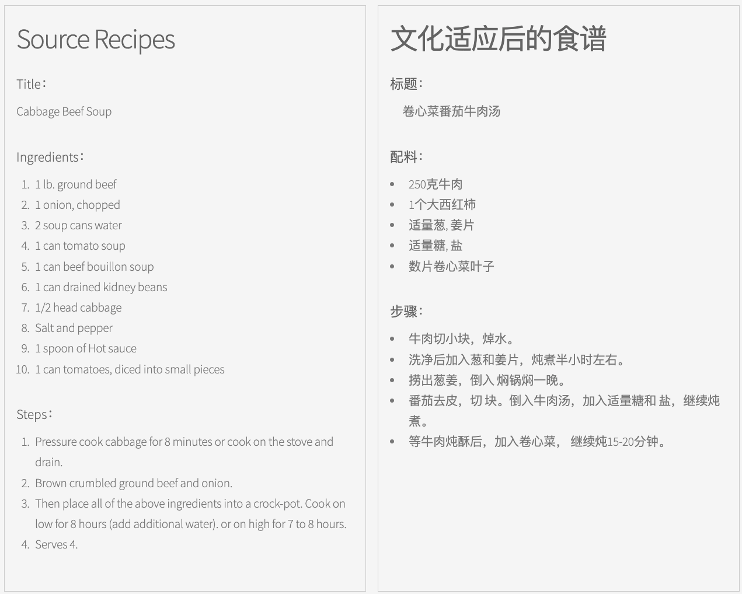 Source Recipes
Title：
Cabbage Beef Soup
Ingredients：
1. 1 lb. ground beef
2. 1 onion, chopped
3. 2 soup cans water
4. 1 can tomato soup
5. 1 can beef bouillon soup
6. 1 can drained kidney beans
7. 1/2 head cabbage
8. Salt and pepper
9. 1 spoon of Hot sauce
10. 1 can tomatoes, diced into small pieces
Steps：
1. Pressure cook cabbage for 8 minutes or cook on the stove and
drain.
2. Brown crumbled ground beef and onion.
3. Then place all of the above ingredients into a crock-pot. Cook on
low for 8 hours (add additional water). or on high for 7 to 8 hours.
4. Serves 4.
文化适应后的食谱
标题：
卷心菜番茄牛肉汤
配料：
• 250克牛肉
• 1个大西红柿
• 适量葱, 姜片
• 适量糖, 盐
• 数片卷心菜叶子
步骤：
• 牛肉切小块，焯水。
• 洗净后加入葱和姜片，炖煮半小时左右。
• 捞出葱姜，倒入 焖锅焖一晚。
• 番茄去皮，切 块。倒入牛肉汤，加入适量糖和 盐，继续炖
煮。
• 等牛肉炖酥后，加入卷心菜， 继续炖15-20分钟。